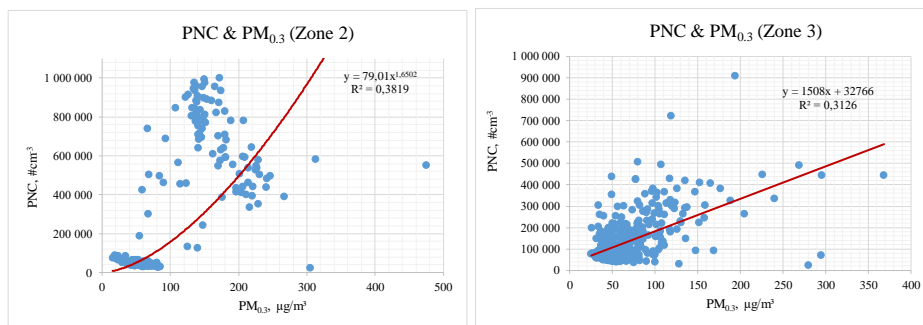 PNC & PM0.3 (Zone 2)
1 000 000
800 000
600 000
400 000
200 000
0
PNC, #cm-3
y = 79,01x1,6502
R² = 0,3819
0
100
200
300
400
500
PM0.3, µg/m³
PNC & PM0.3 (Zone 3)
1 000 000
900 000
800 000
700 000
600 000
500 000
400 000
300 000
200 000
100 000
0
PNC, #cm-3
y = 1508x + 32766
R² = 0,3126
0
50
100
150
200
250
300
350
400
PM0.3, µg/m³